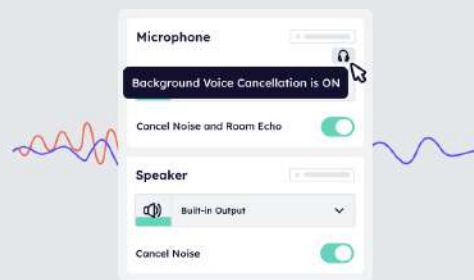 Microphone
Background Voice Cancellation is ON
Cancel Noise and Room Echo
Speaker
Built-in Output
Cancel Noise